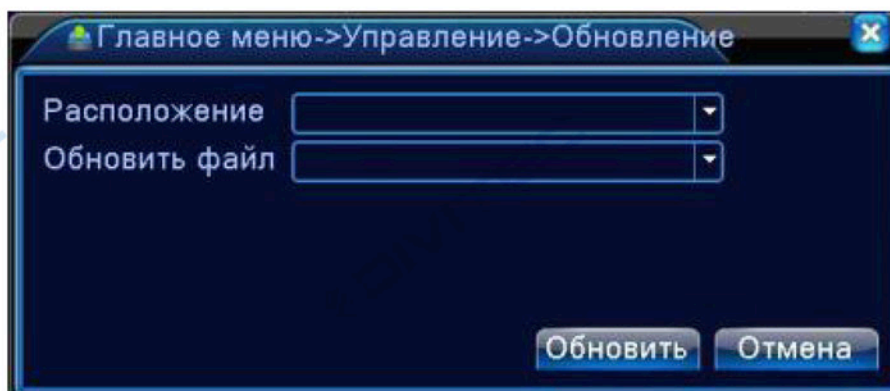 Главное меню->Управление->Обновление
Расположение
Обновить файл
Обновить Отмена